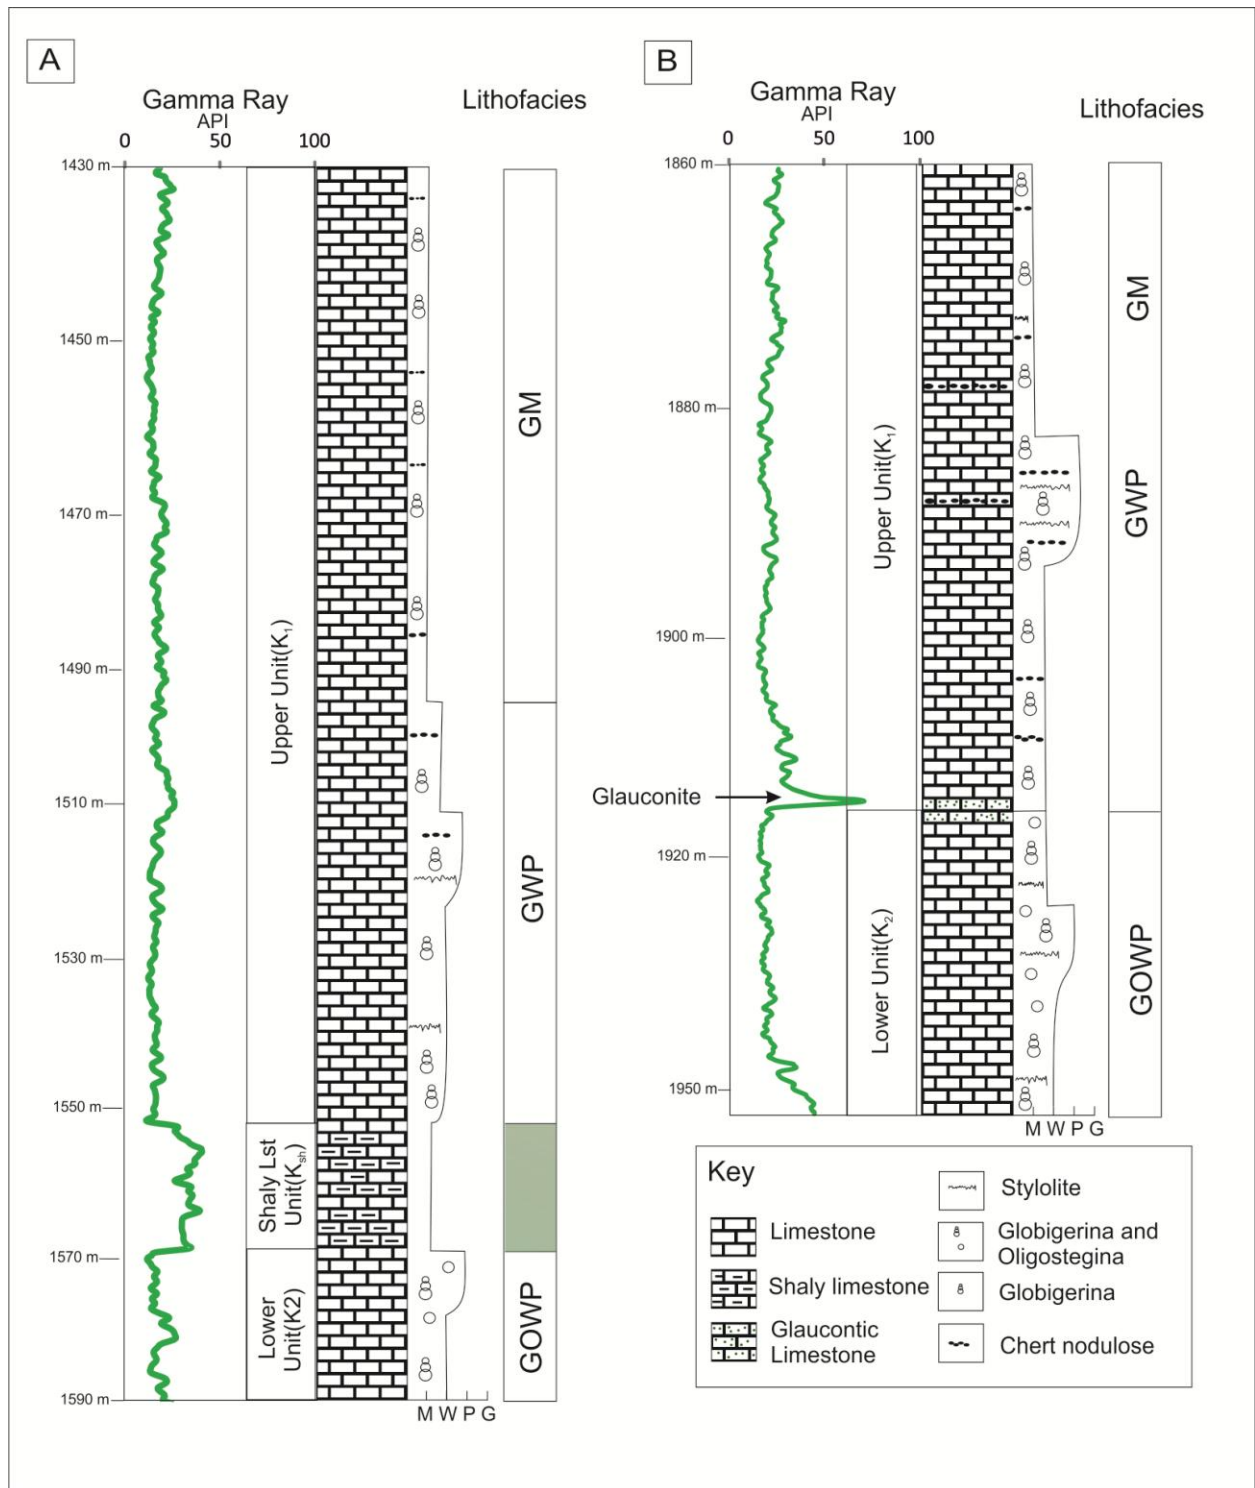 A
Gamma Ray
API
0 50 100
Lithofacies
1430 m
1450 m
1470 m
1490 m
1510 m
1530 m
1550 m
1570 m
1590 m
Upper Unit(K1)
Shaly Lst
Unit(Ksh)
Lower
Unit(K2)
GM
GWP
GOWP
M W P G
B
Gamma Ray
API
0 50 100
Lithofacies
1860 m
1880 m
1900 m
1920 m
1950 m
Glauconite
Upper Unit(K1)
Lower Unit(K2)
GM
GWP
GOWP
M W P G
Key
Limestone
Shaly limestone
Glaucontic
Limestone
Stylolite
Globigerina and
Oligostegina
Globigerina
Chert nodulose